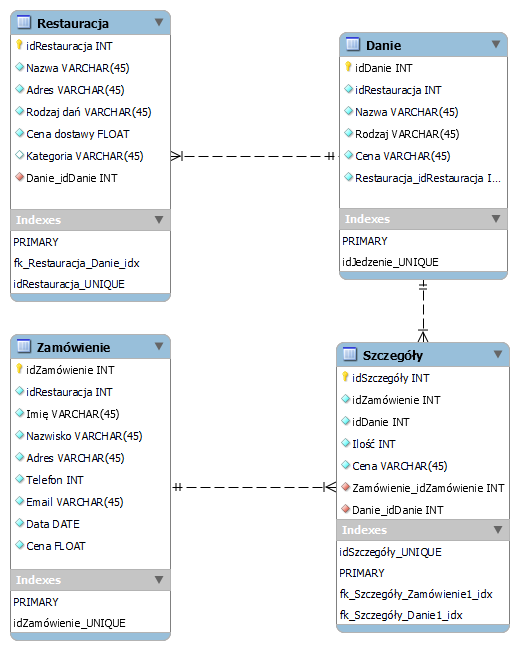 Restauracja
idRestauracja INT
Nazwa VARCHAR(45)
Adres VARCHAR(45)
Rodzaj dań VARCHAR(45)
Cena dostawy FLOAT
Kategoria VARCHAR(45)
Danie_idDanie INT
Indexes
PRIMARY
fk_Restauracja_Danie_idx
idRestauracja_UNIQUE
Danie
idDanie INT
idRestauracja INT
Nazwa VARCHAR(45)
Rodzaj VARCHAR(45)
Cena VARCHAR(45)
Restauracja_idRestauracja I...
Indexes
PRIMARY
idJedzenie_UNIQUE
Zamówienie
idZamówienie INT
idRestauracja INT
Imię VARCHAR(45)
Nazwisko VARCHAR(45)
Adres VARCHAR(45)
Telefon INT
Email VARCHAR(45)
Data DATE
Cena FLOAT
Indexes
PRIMARY
idZamówienie_UNIQUE
Szczegóły
idSzczegóły INT
idZamówienie INT
idDanie INT
Ilość INT
Cena VARCHAR(45)
Zamówienie_idZamówienie INT
Danie_idDanie INT
Indexes
idSzczegóły_UNIQUE
PRIMARY
fk_Szczegóły_Zamówienie1_idx
fk_Szczegóły_Danie1_idx